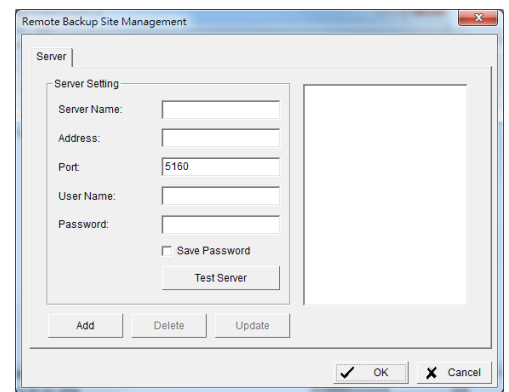 Remote Backup Site Management
Server
Server Setting
Server Name:
Address:
Port: 5160
User Name:
Password:
Save Password
Test Server
Add Delete Update
OK Cancel